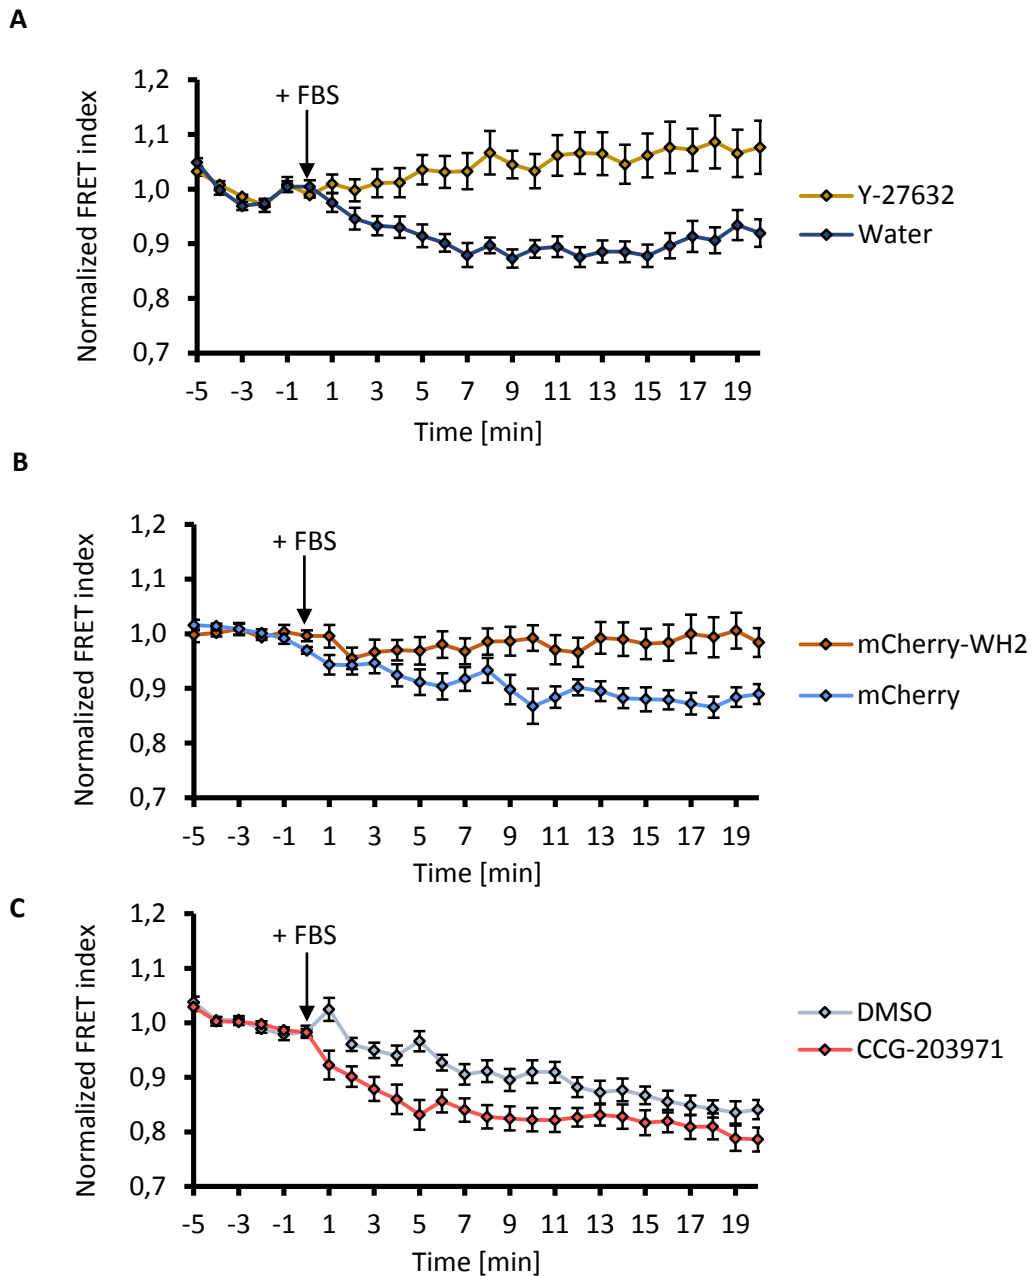 A
1,2
1,1
1,0
0,9
0,8
0,7
Normalized FRET index
+ FBS
-5 -3 -1 1 3 5 7 9 11 13 15 17 19
Time [min]
Y-27632
Water
B
1,2
1,1
1,0
0,9
0,8
0,7
Normalized FRET index
+ FBS
-5 -3 -1 1 3 5 7 9 11 13 15 17 19
Time [min]
mCherry-WH2
mCherry
C
1,2
1,1
1,0
0,9
0,8
0,7
Normalized FRET index
+ FBS
-5 -3 -1 1 3 5 7 9 11 13 15 17 19
Time [min]
DMSO
CCG-203971